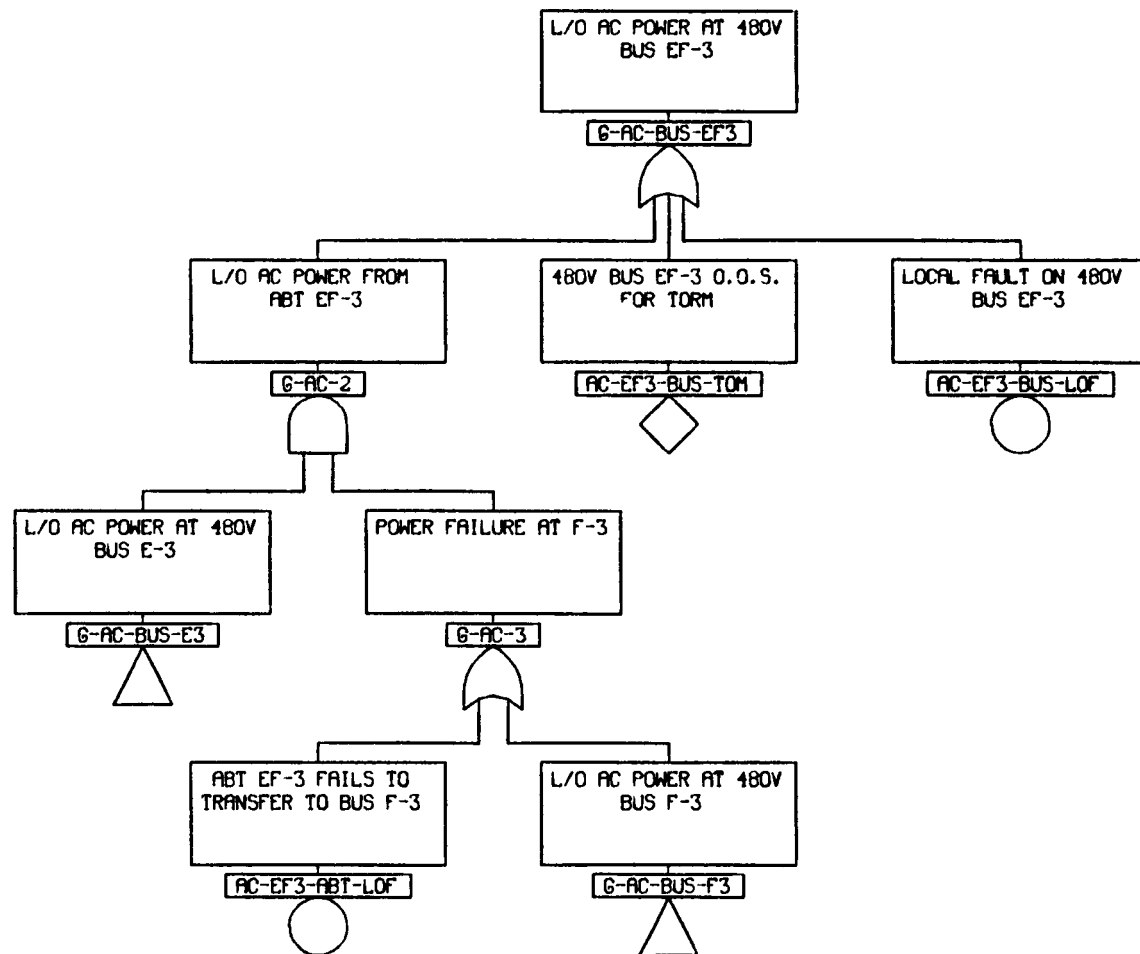 L/O AC POWER AT 480V
BUS EF-3
G-AC-BUS-EF3
L/O AC POWER FROM
ABT EF-3
G-AC-2
480V BUS EF-3 O.O.S.
FOR TORM
AC-EF3-BUS-TOM
LOCAL FAULT ON 480V
BUS EF-3
AC-EF3-BUS-LOF
L/O AC POWER AT 480V
BUS E-3
G-AC-BUS-E3
POWER FAILURE AT F-3
G-AC-3
ABT EF-3 FAILS TO
TRANSFER TO BUS F-3
AC-EF3-ABT-LOF
L/O AC POWER AT 480V
BUS F-3
G-AC-BUS-F3